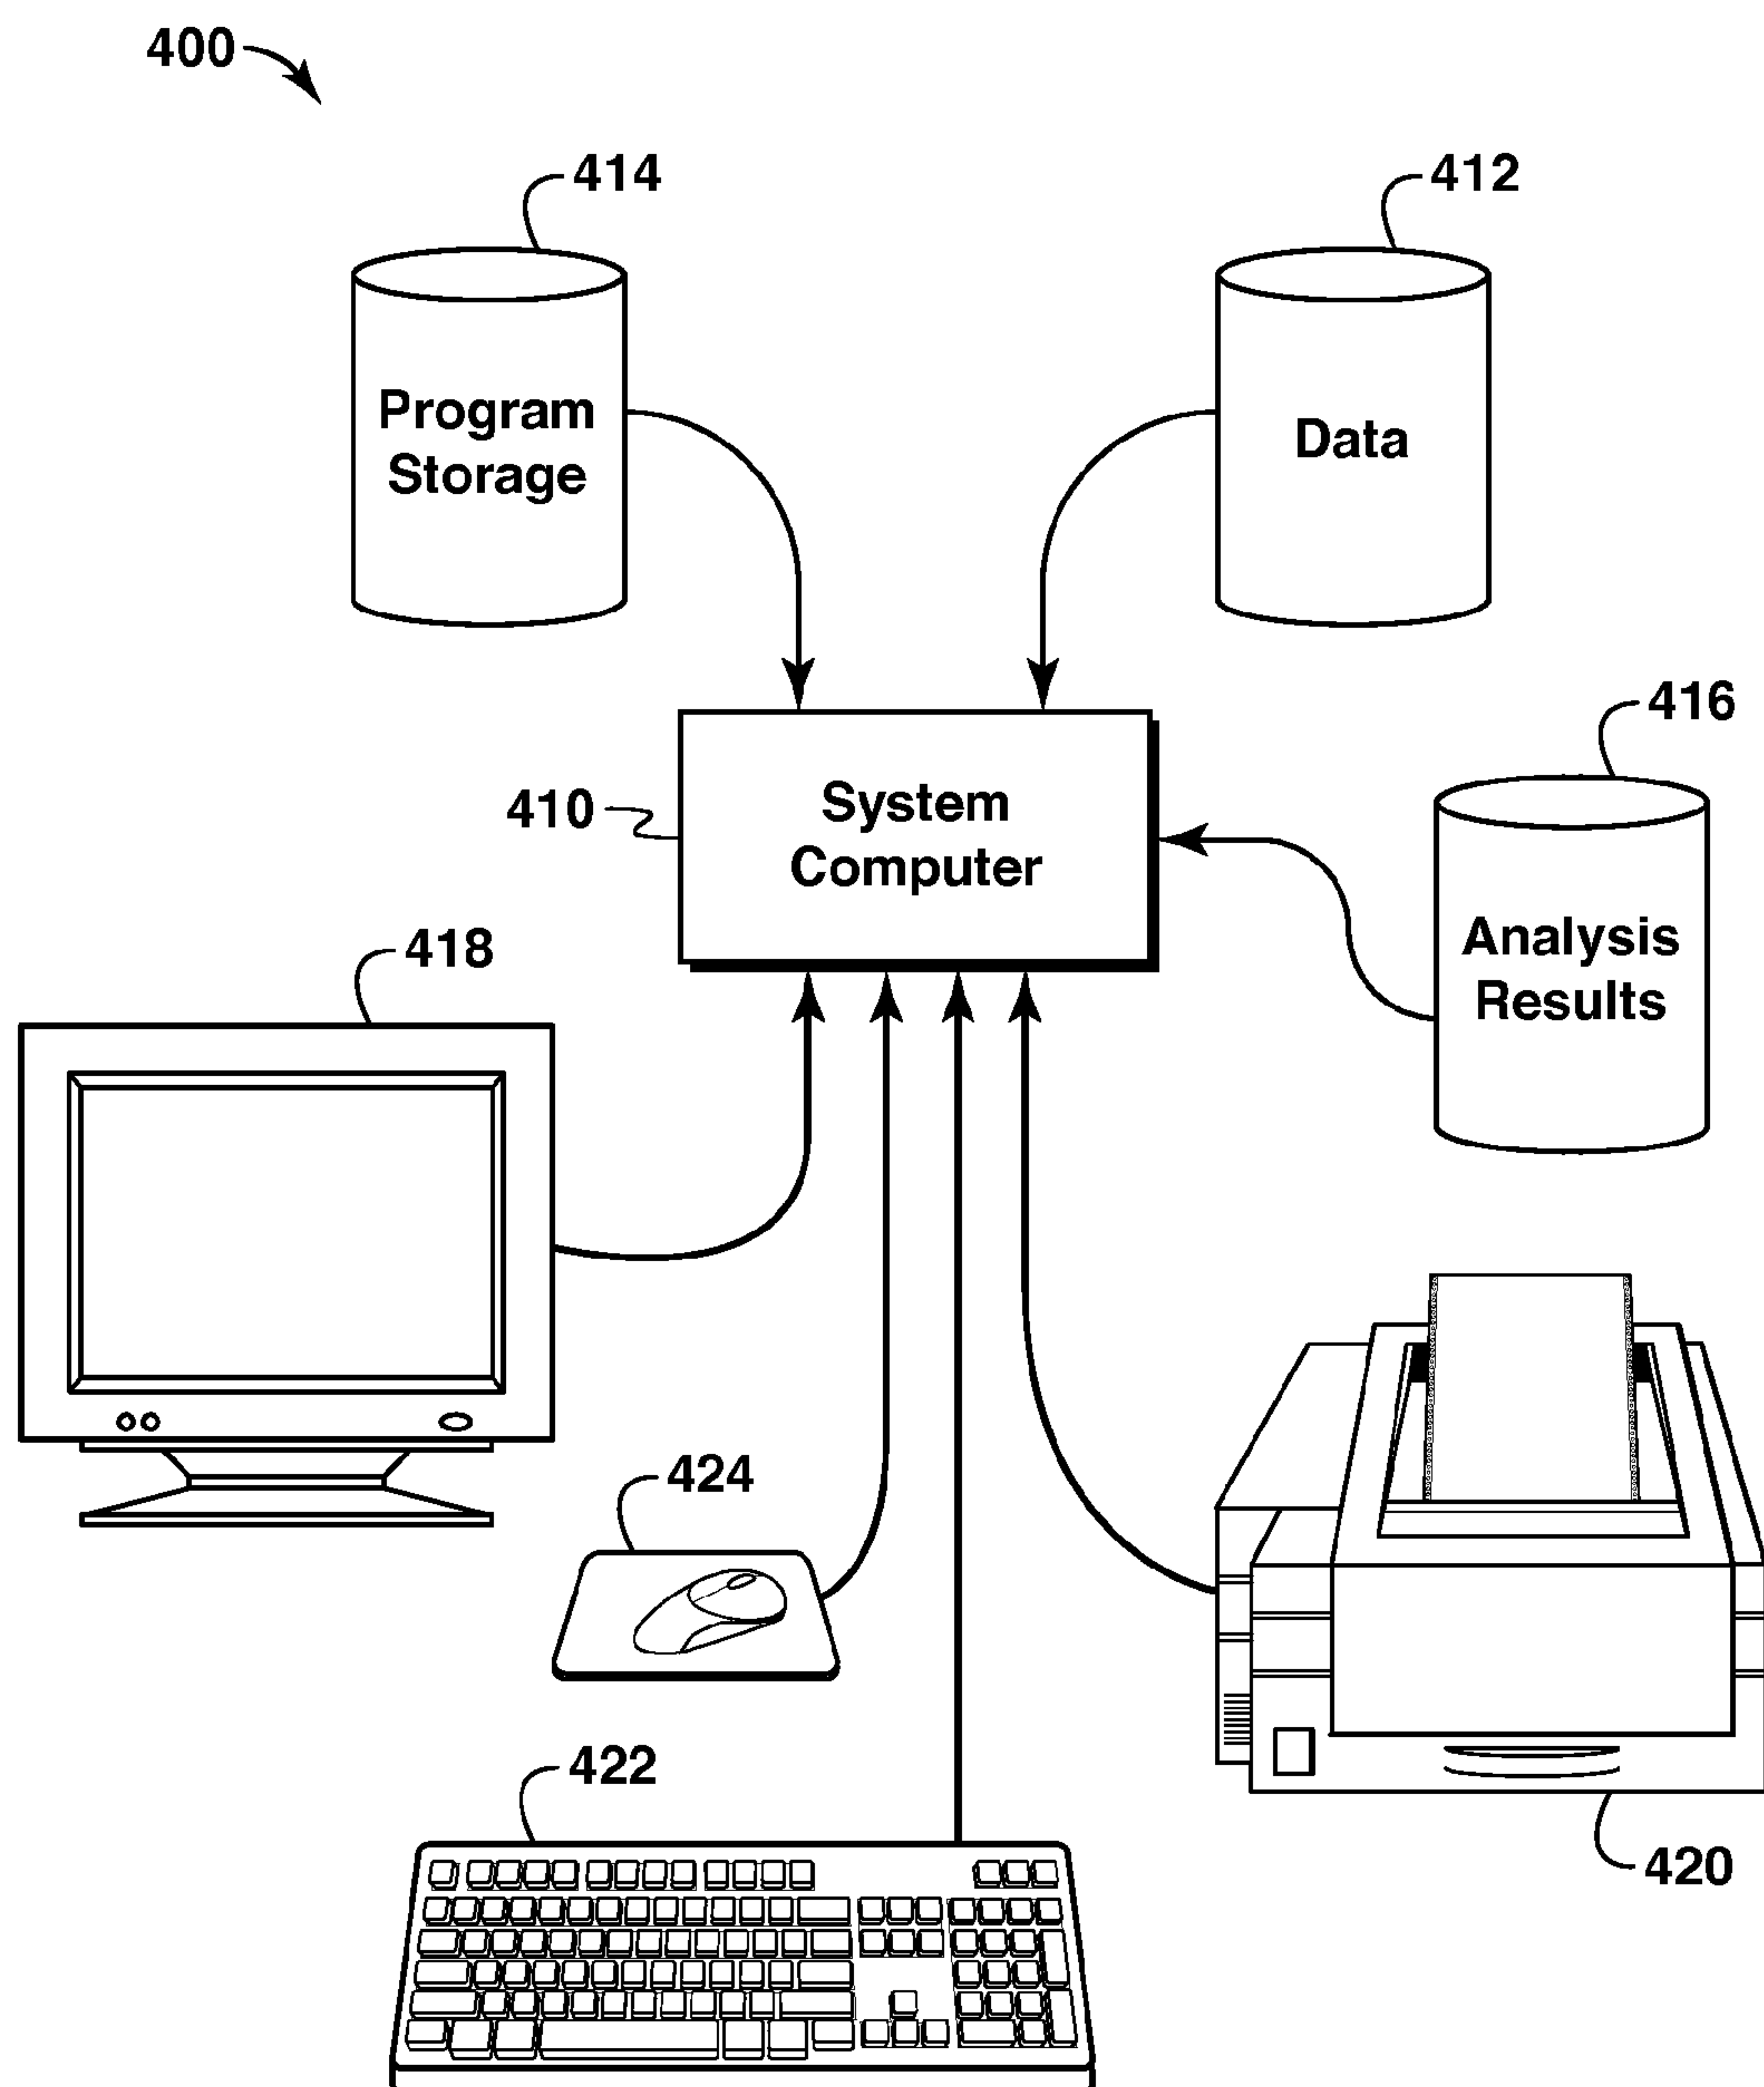 400
414
412
Program
Storage
Data
416
410
System
Computer
418
Analysis
Results
424
422
420